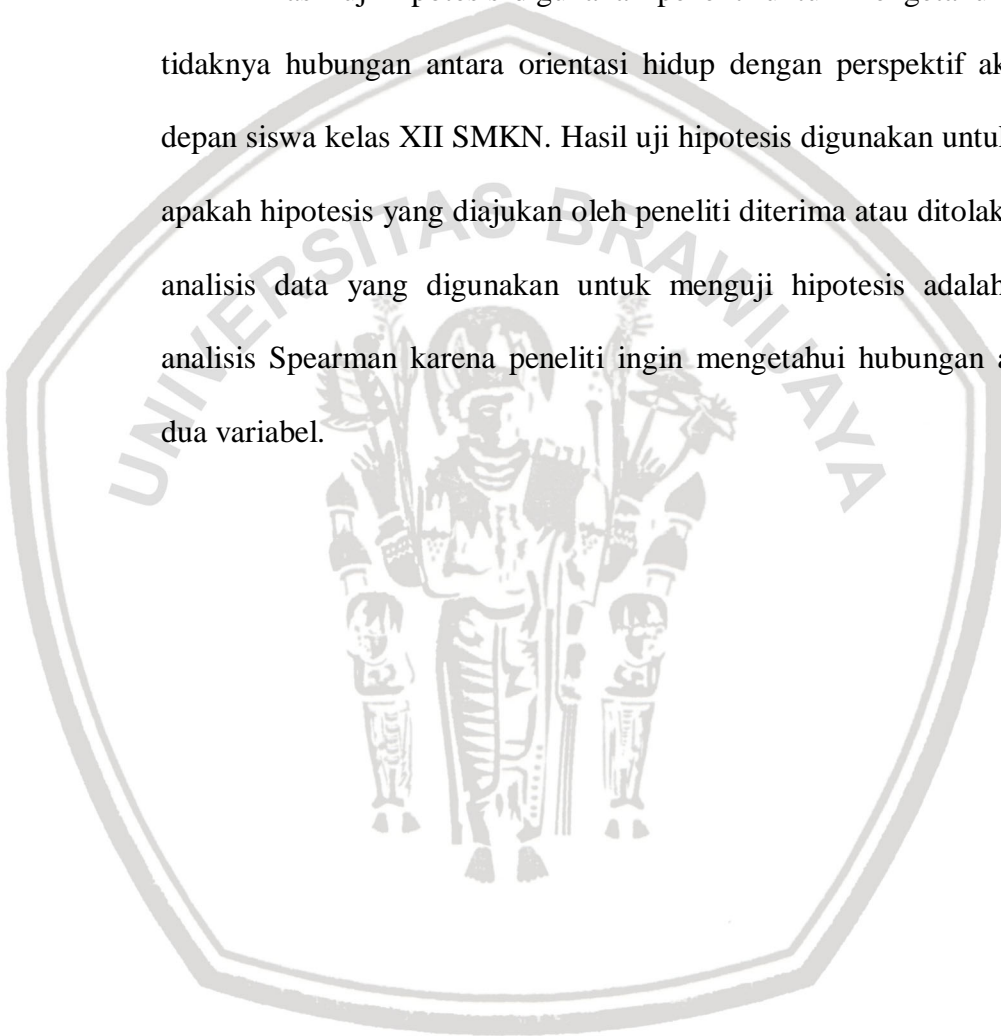 tidaknya hubungan antara orientasi hidup dengan perspektif
depan siswa kelas XII SMKN. Hasil uji hipotesis digunakan
apakah hipotesis yang diajukan oleh peneliti diterima atau ditolak
analisis data yang digunakan untuk menguji hipotesis adalah
analisis Spearman karena peneliti ingin mengetahui hubungan
dua variabel.
UNIVERSITAS BRAWIJAYA